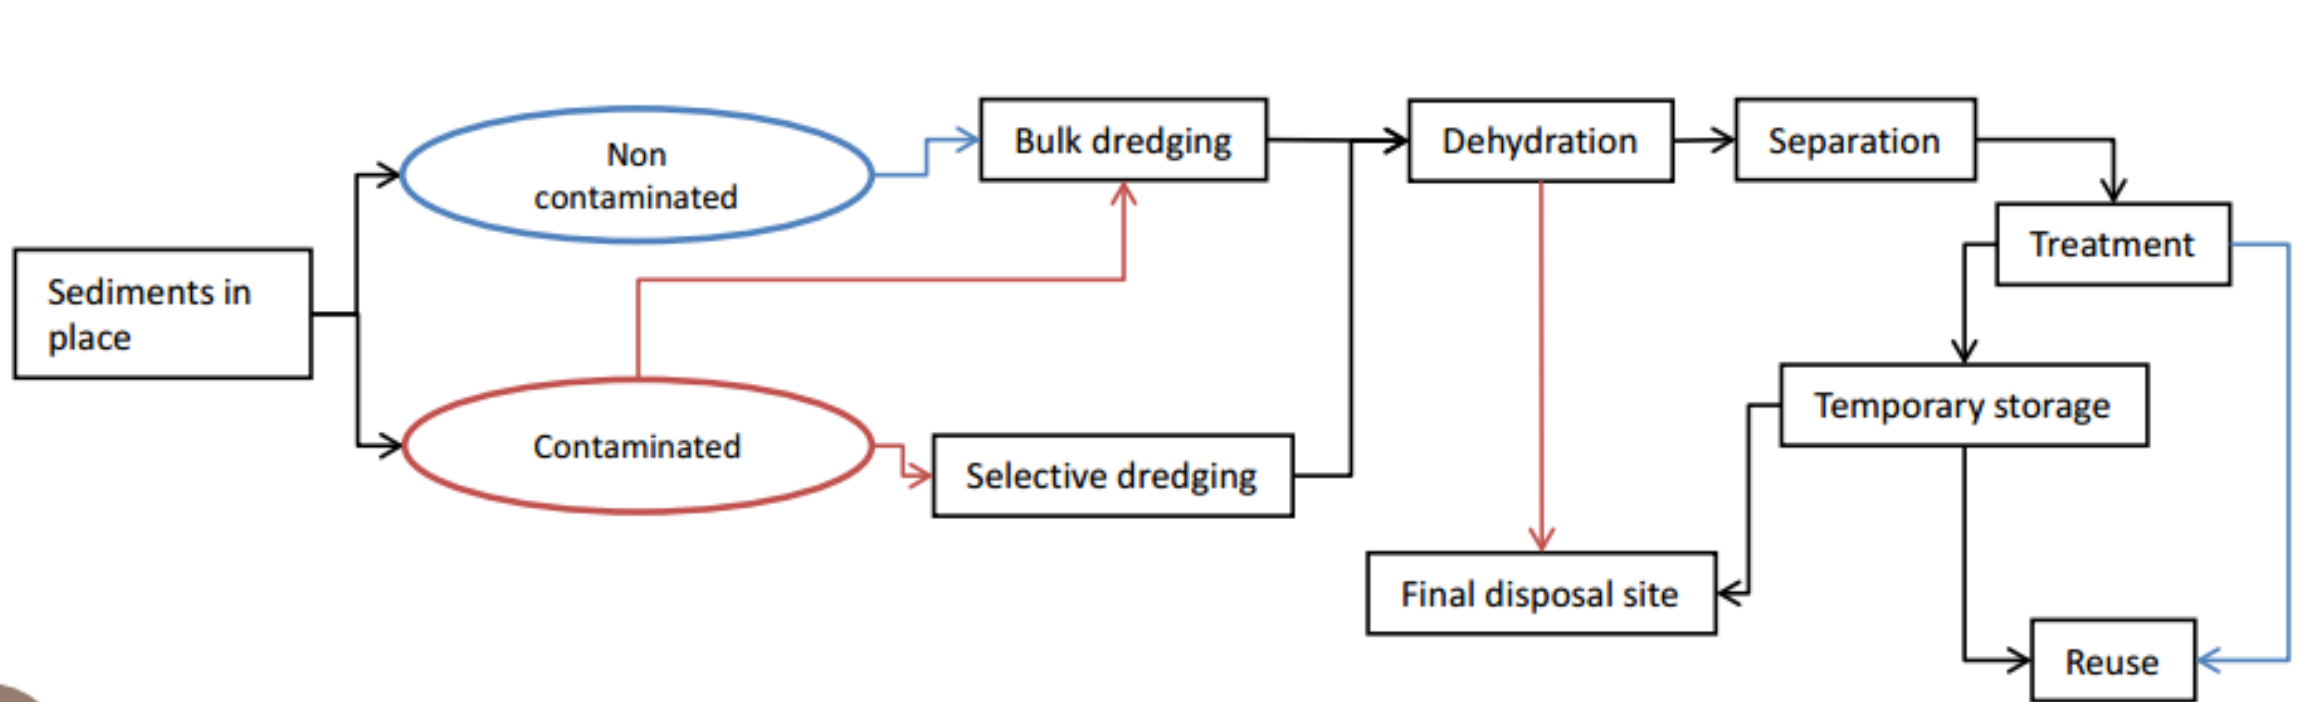 Non
contaminated
Bulk dredging
Dehydration
Separation
Treatment
Sediments in
place
Temporary storage
Contaminated
Selective dredging
Final disposal site
Reuse